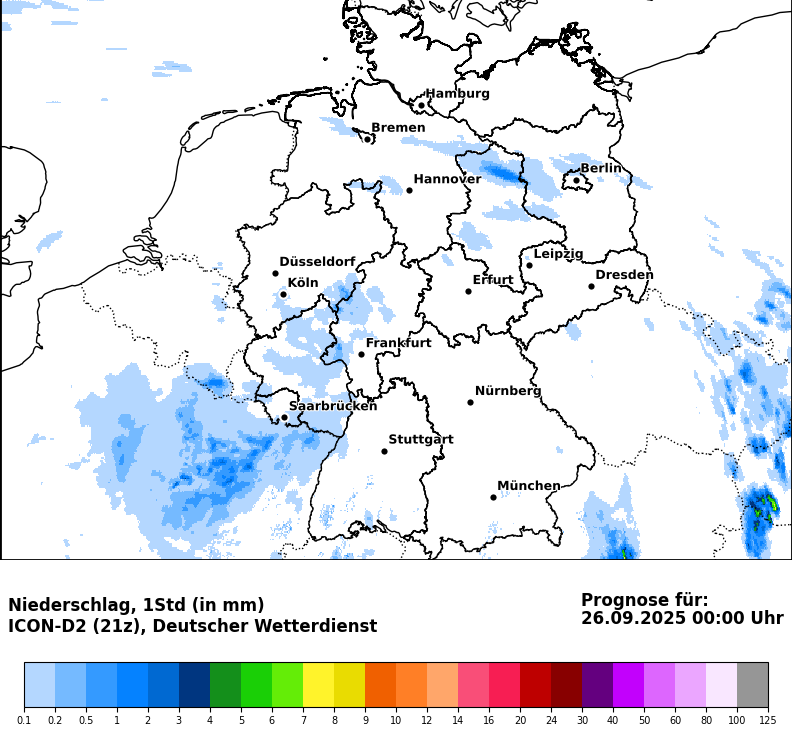 Hamburg
Bremen
Berlin
Hannover
Leipzig
Düsseldorf
Dresden
Köln
Erfurt
Frankfurt
Nürnberg
Saarbrücken
Stuttgart
München
Niederschlag, 1Std (in mm)
ICON-D2 (21z), Deutscher Wetterdienst
Prognose für:
26.09.2025 00:00 Uhr
0.1 0.2 0.5 1 2 3 4 5 6 7 8 9 10 12 14 16 20 24 30 40 50 60 80 100 125